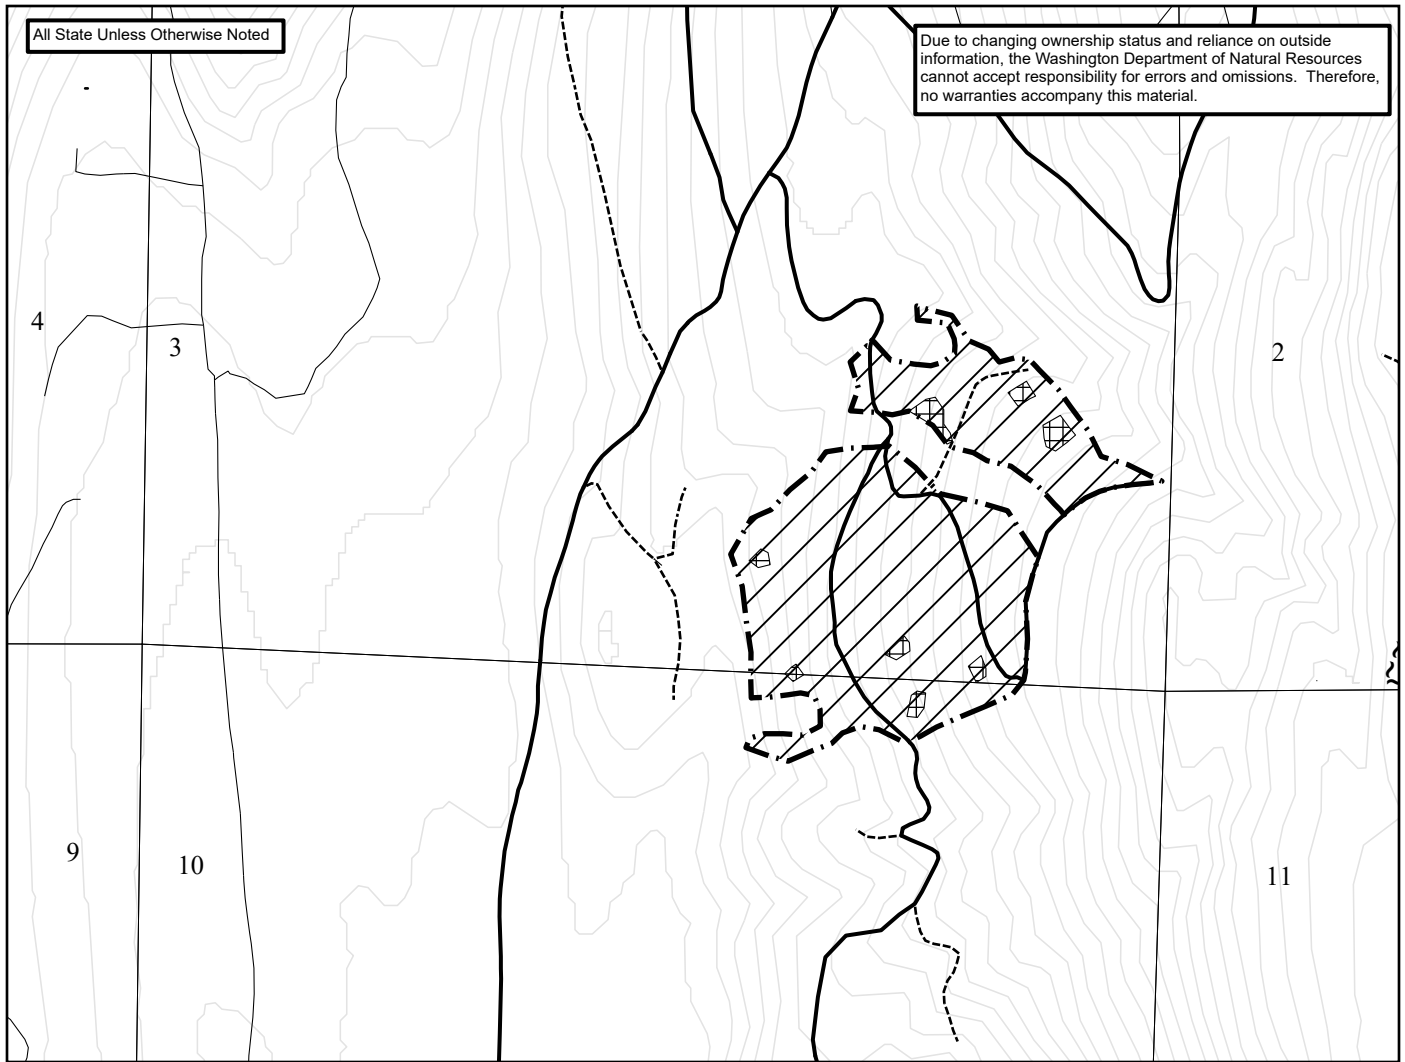 All State Unless Otherwise Noted
Due to changing ownership status and reliance on outside
information, the Washington Department of Natural Resources
cannot accept responsibility for errors and omissions.  Therefore,
no warranties accompany this material.
4
3
2
9
10
11